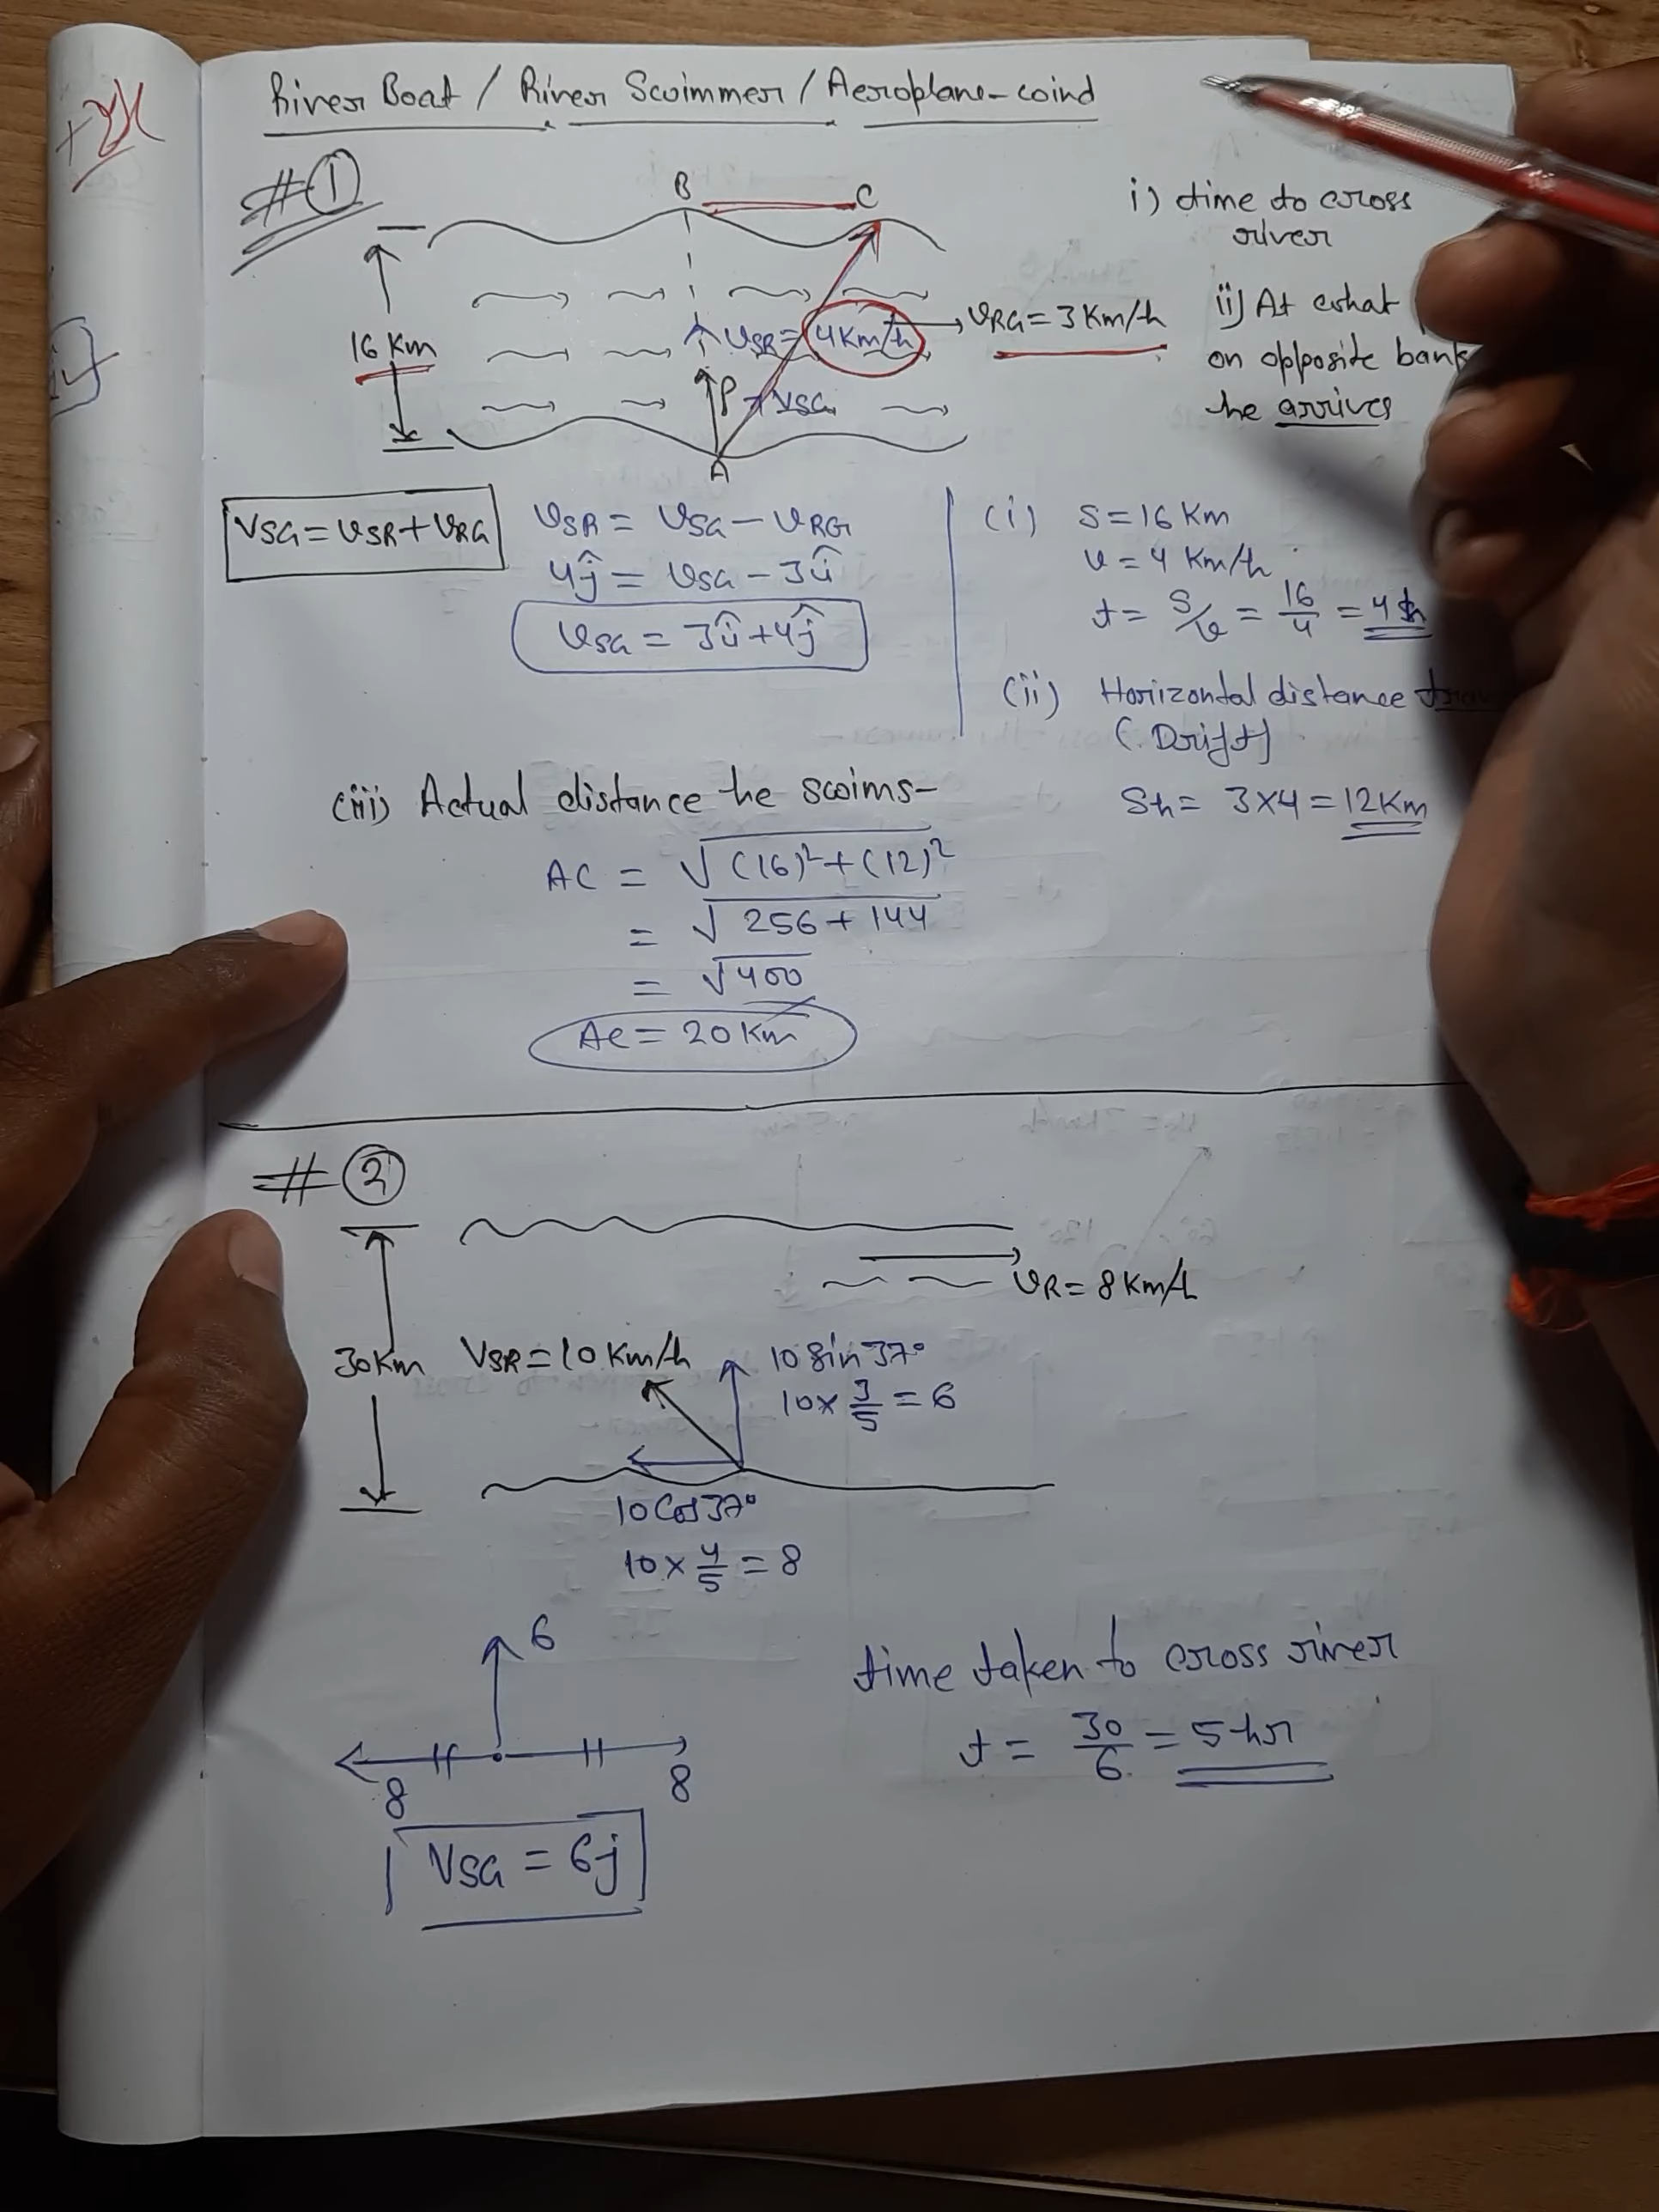 River Boat / River Swimmer / Aeroplane-wind
#①
B C
i) time to cross
river
16 Km
VSR = 4Km/h
VRG = 3 Km/h
ii) At what
on opposite bank
he arrives
P
VSG
A
VSG = VSR + VRG
VSR = VSG − VRG
4ĵ = VSG − 3î
VSG = 3î + 4ĵ
(i) S = 16 Km
v = 4 Km/h
t = S/v = 16/4 = 4 h
(ii) Horizontal distance
(Drift)
Sh = 3×4 = 12Km
(iii) Actual distance he swims-
AC = √(16)² + (12)²
= √256 + 144
= √400
AC = 20 Km
#②
VR = 8 Km/h
30Km
VSR = 10 Km/h
10 Sin 37°
10 × 3/5 = 6
10 Cos 37°
10 × 4/5 = 8
6
8 8
VSG = 6j
time taken to cross river
t = 30/6 = 5 hr